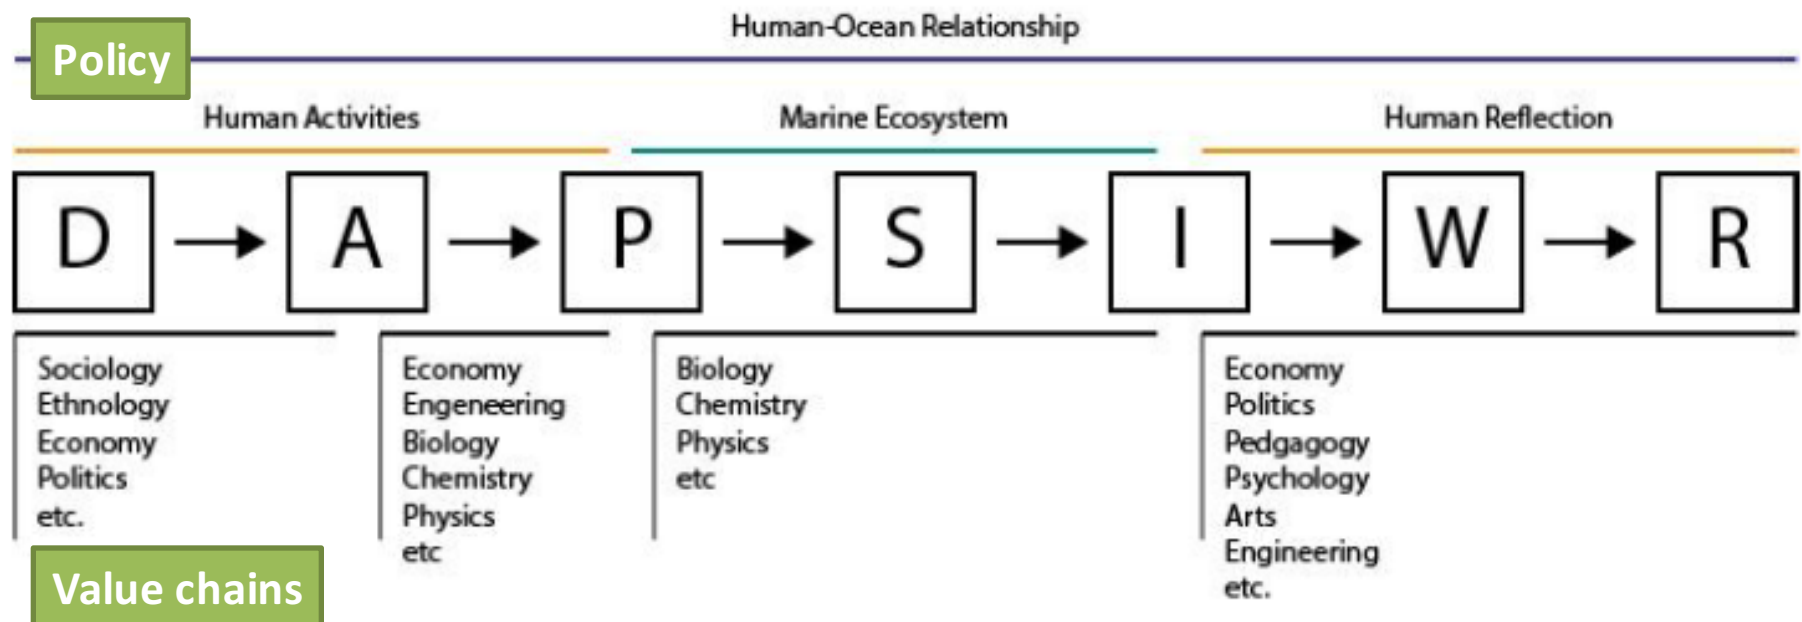 Human-Ocean Relationship
Policy
Human Activities
Marine Ecosystem
Human Reflection
D
A
P
S
I
W
R
Sociology
Ethnology
Economy
Politics
etc.
Economy
Engeneering
Biology
Chemistry
Physics
etc
Biology
Chemistry
Physics
etc
Economy
Politics
Pedgagogy
Psychology
Arts
Engineering
etc.
Value chains